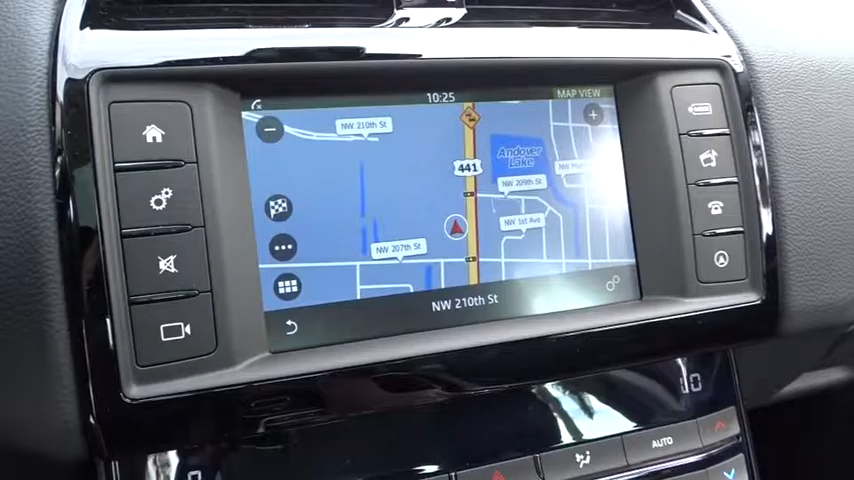 10:25
MAP VIEW
NW 210th St
441
Andover
Lake
NW 209th St
NW 1st Ave
NW 207th St
NW 210th St
AUTO